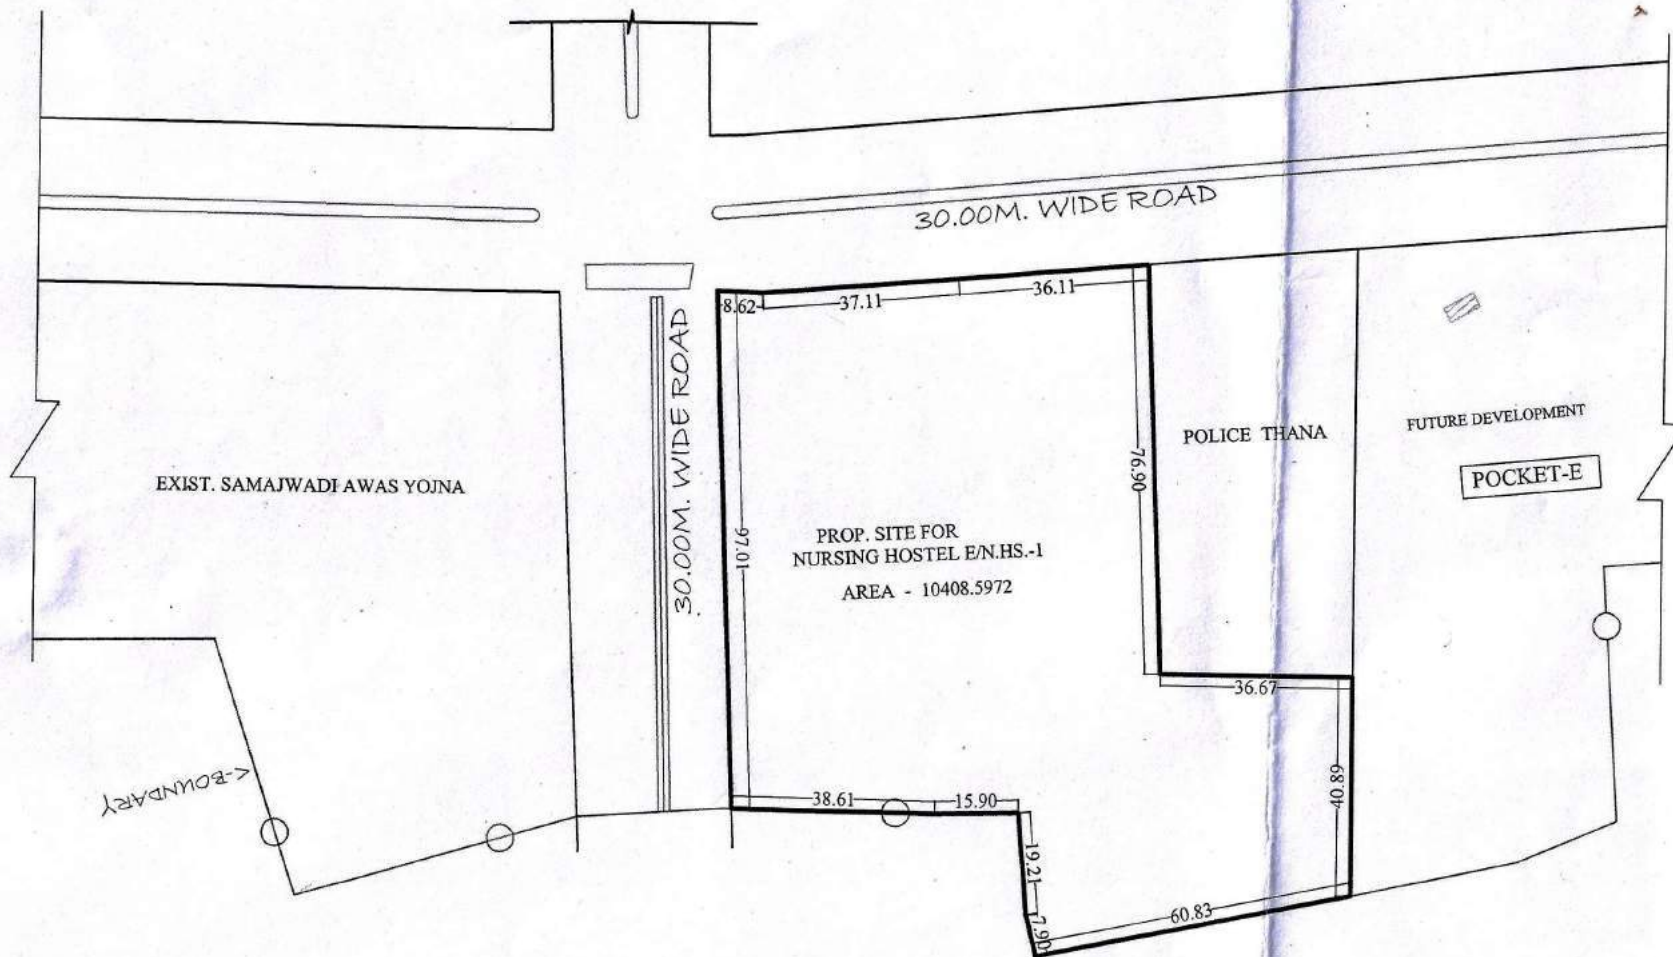 30.00M. WIDE ROAD
8.62
37.11
36.11
30.00M. WIDE ROAD
EXIST. SAMAJWADI AWAS YOJNA
97.01
76.90
POLICE THANA
FUTURE DEVELOPMENT
POCKET-E
PROP. SITE FOR
NURSING HOSTEL E/N.HS.-1
AREA - 10408.5972
36.67
<-BOUNDARY
38.61
15.90
40.89
19.21
7.90
60.83